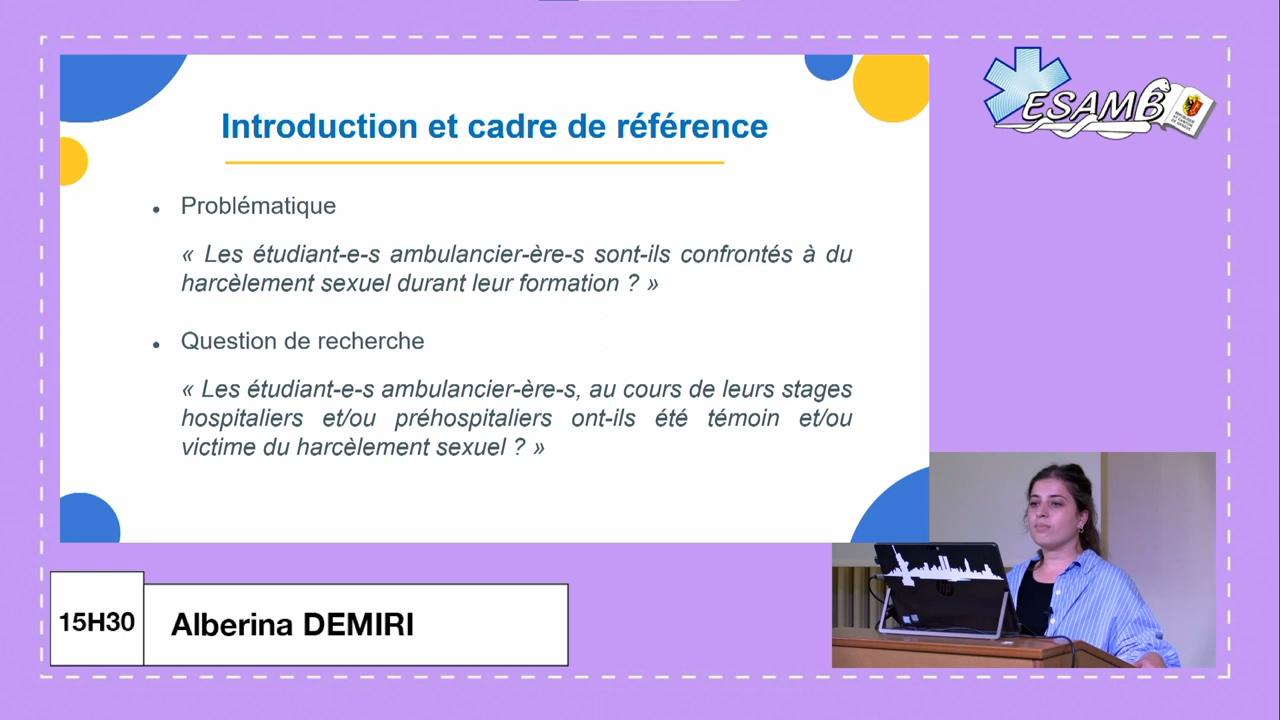 Introduction et cadre de référence
• Problématique
« Les étudiant-e-s ambulancier-ère-s sont-ils confrontés à du
harcèlement sexuel durant leur formation ? »
• Question de recherche
« Les étudiant-e-s ambulancier-ère-s, au cours de leurs stages
hospitaliers et/ou préhospitaliers ont-ils été témoin et/ou
victime du harcèlement sexuel ? »
ESAMB
15H30
Alberina DEMIRI